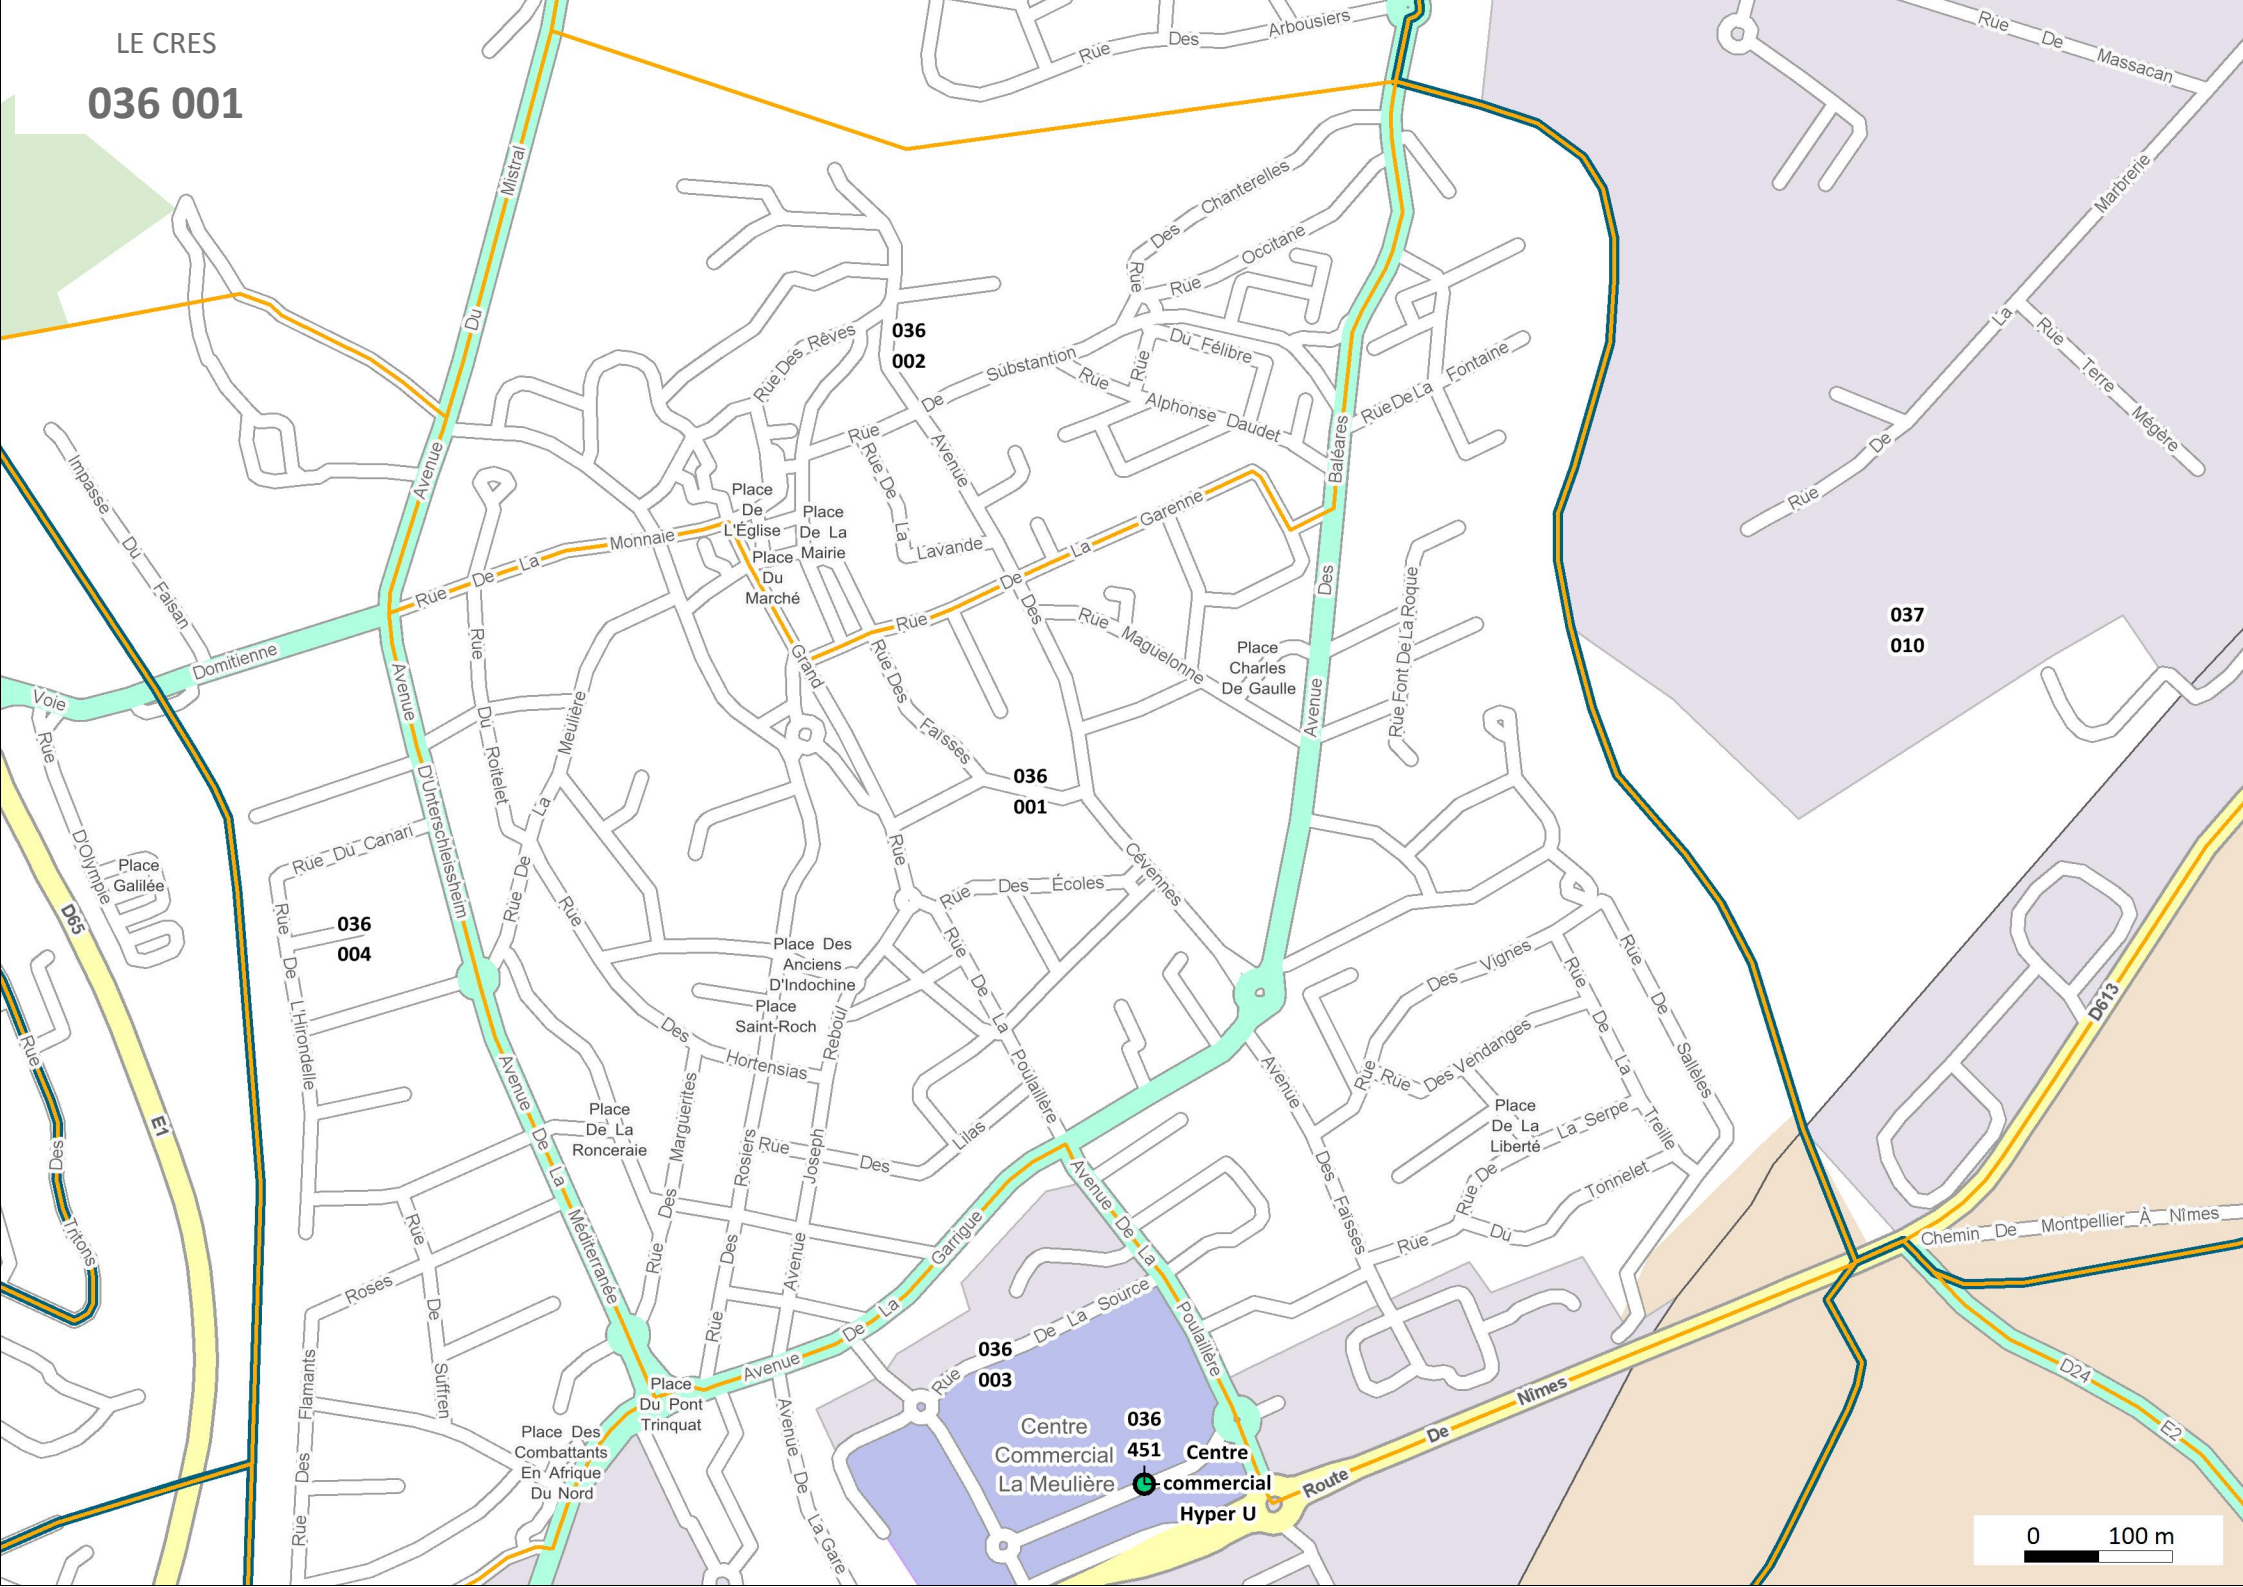 LE CRES
036 001
Rue Des Arbousiers
Rue De Massacan
Rue De La Marbrerie
Rue Terre Mégère
Avenue Du Mistral
Rue Des Chanterelles
Rue Occitane
036
002
Rue Des Rêves
Rue De Substantion
Rue Du Félibre
Rue Alphonse Daudet
Rue De La Fontaine
Impasse Du Faisan
Rue De La Lavande
Place
De
L'Église
Place
De La
Mairie
Place
Du
Marché
Rue De La Monnaie
Rue De La Garenne
Avenue Des Baléares
Avenue Des Cévennes
Rue Maguelonne
Rue Font De La Roque
Place
Charles
De Gaulle
037
010
Voie Domitienne
Avenue D'Unterschleissheim
Rue Du Roitelet
Rue De La Meulière
Grand Rue
Rue Des Faïsses
036
001
Rue D'Olympie
Place
Galilée
D65
E1
Rue Du Canari
Rue De L'Hirondelle
036
004
Rue Des Hortensias
Rue Des Écoles
Rue De La Poulaillère
Place Des
Anciens
D'Indochine
Place
Saint-Roch
Avenue Joseph Reboul
Rue Des Marguerites
Rue Des Rosiers
Rue Des Lilas
Rue Des Vignes
Rue Des Vendanges
Rue De La Treille
Rue De Sallèles
Place
De La
Liberté
Rue De La Serpe
Rue Du Tonnelet
Avenue Des Faïsses
D613
Rue Des Tritons
Avenue De La Méditerranée
Place
De La
Ronceraie
Rue De Suffren
Roses
Rue Des Flamants
Avenue De La Garrigue
Avenue De La Poulaillère
Chemin De Montpellier À Nîmes
Rue De La Source
036
003
Place
Du Pont
Trinquat
Place Des
Combattants
En Afrique
Du Nord
Avenue De La Gare
Centre
Commercial
La Meulière
036
451
Centre
commercial
Hyper U
Route De Nîmes
D24
E2
0 100 m